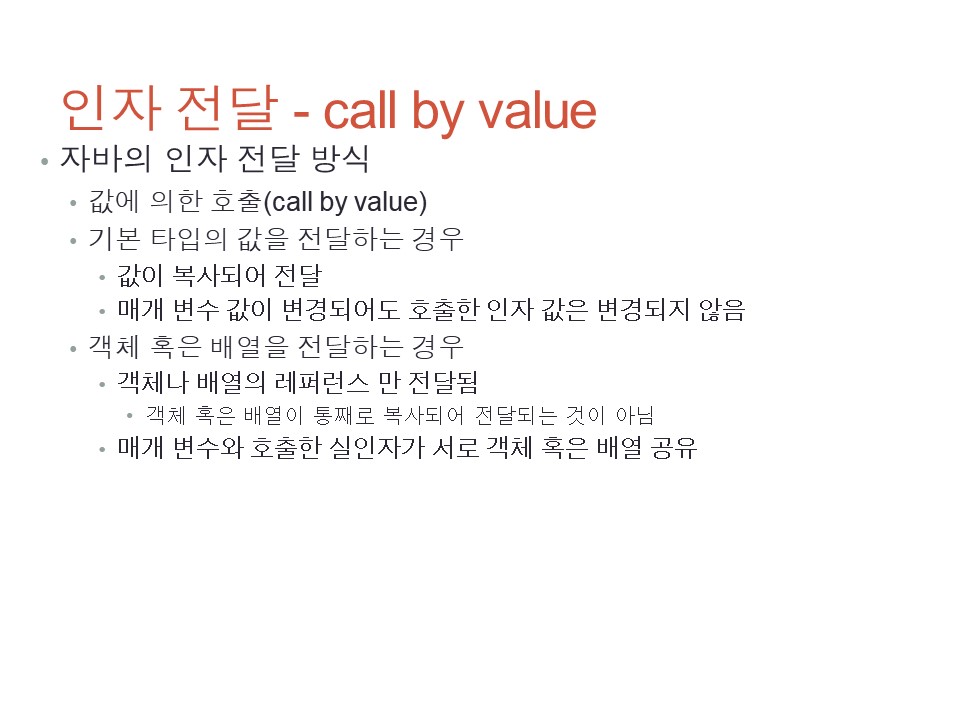 인자 전달 - call by value
• 자바의 인자 전달 방식
• 값에 의한 호출(call by value)
• 기본 타입의 값을 전달하는 경우
• 값이 복사되어 전달
• 매개 변수 값이 변경되어도 호출한 인자 값은 변경되지 않음
• 객체 혹은 배열을 전달하는 경우
• 객체나 배열의 레퍼런스 만 전달됨
• 객체 혹은 배열이 통째로 복사되어 전달되는 것이 아님
• 매개 변수와 호출한 실인자가 서로 객체 혹은 배열 공유